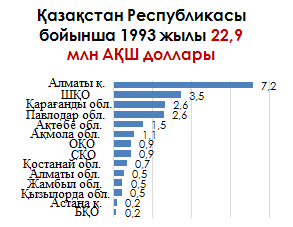 Қазақстан Республикасы
бойынша 1993 жылы 22,9
млн АҚШ доллары
Алматы қ. 7,2
ШҚО 3,5
Қарағанды обл. 2,6
Павлодар обл. 2,6
Ақтөбе обл. 1,5
Ақмола обл. 1,1
ОҚО 0,9
СҚО 0,9
Қостанай обл. 0,7
Алматы обл. 0,5
Жамбыл обл. 0,5
Қызылорда обл. 0,5
Астана қ. 0,2
БҚО 0,2